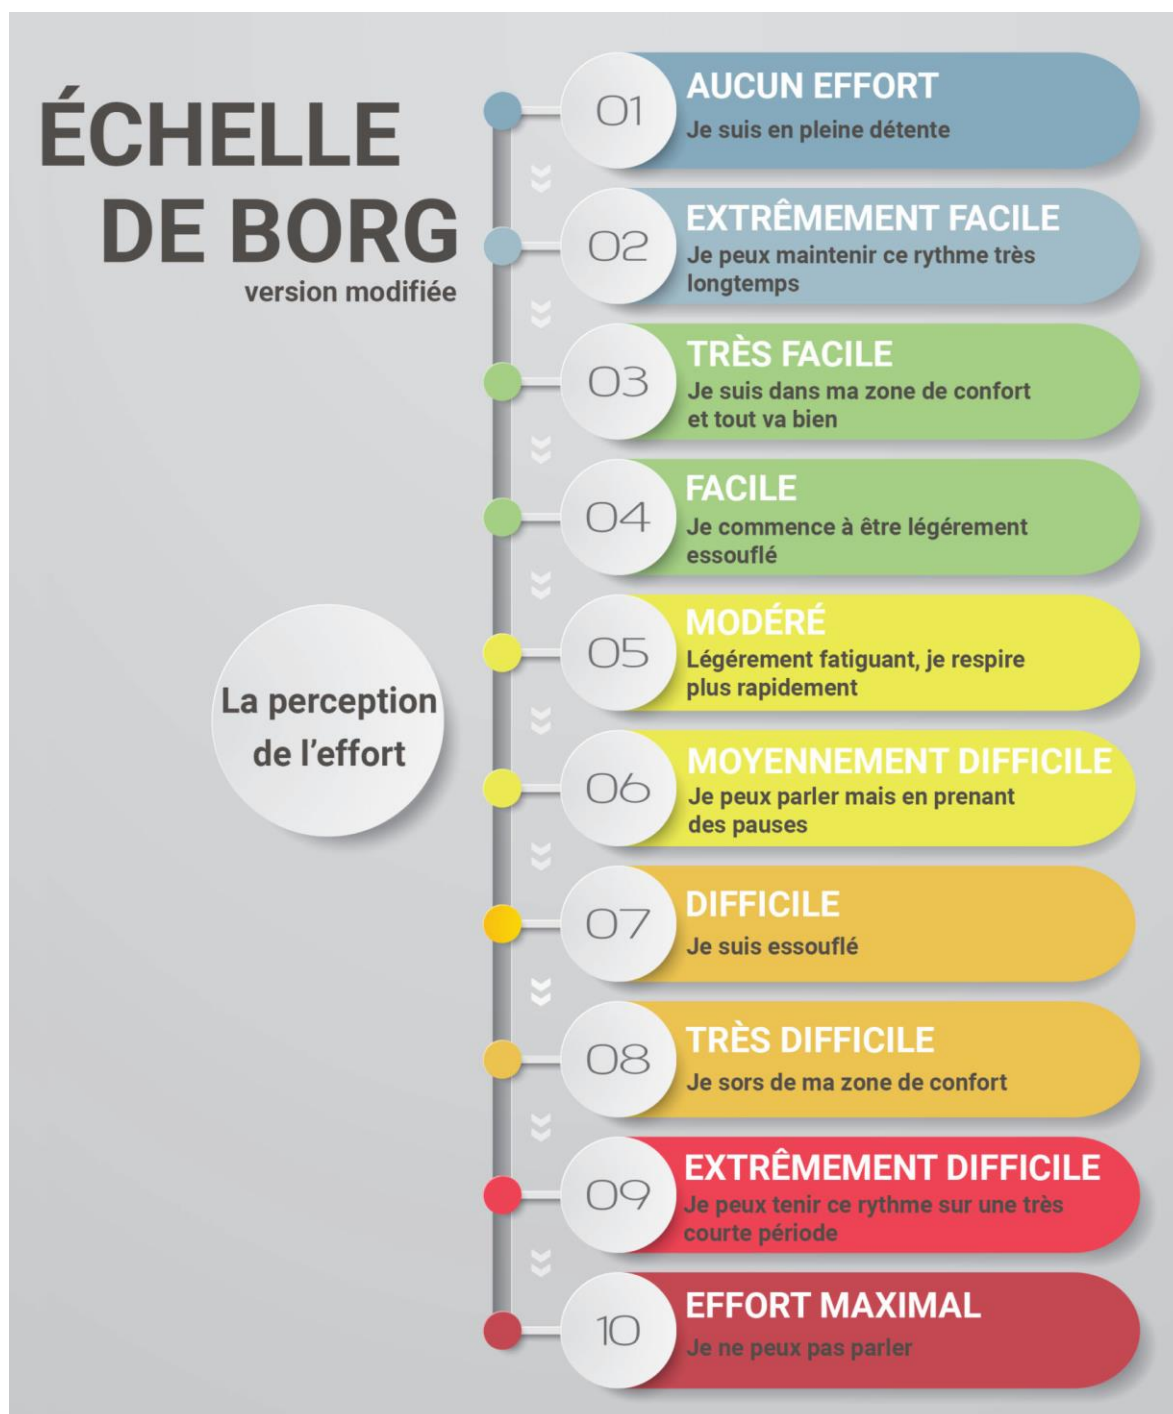 ÉCHELLE
DE BORG
version modifiée
La perception
de l'effort
01
AUCUN EFFORT
Je suis en pleine détente
02
EXTRÊMEMENT FACILE
Je peux maintenir ce rythme très
longtemps
03
TRÈS FACILE
Je suis dans ma zone de confort
et tout va bien
04
FACILE
Je commence à être légérement
essouflé
05
MODÉRÉ
Légérement fatiguant, je respire
plus rapidement
06
MOYENNEMENT DIFFICILE
Je peux parler mais en prenant
des pauses
07
DIFFICILE
Je suis essouflé
08
TRÈS DIFFICILE
Je sors de ma zone de confort
09
EXTRÊMEMENT DIFFICILE
Je peux tenir ce rythme sur une très
courte période
10
EFFORT MAXIMAL
Je ne peux pas parler